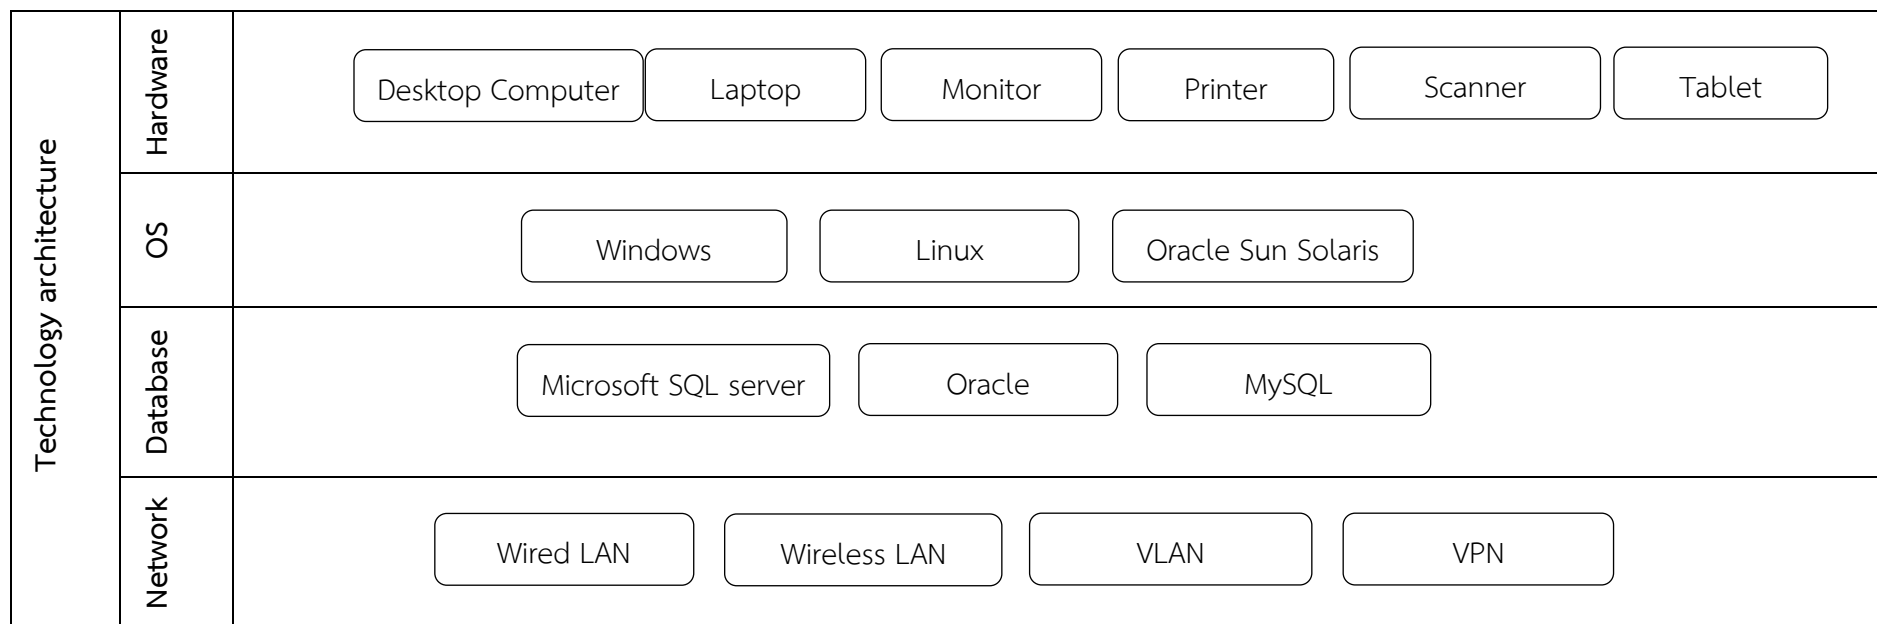 Technology architecture
Hardware
Desktop Computer
Laptop
Monitor
Printer
Scanner
Tablet
OS
Windows
Linux
Oracle Sun Solaris
Database
Microsoft SQL server
Oracle
MySQL
Network
Wired LAN
Wireless LAN
VLAN
VPN